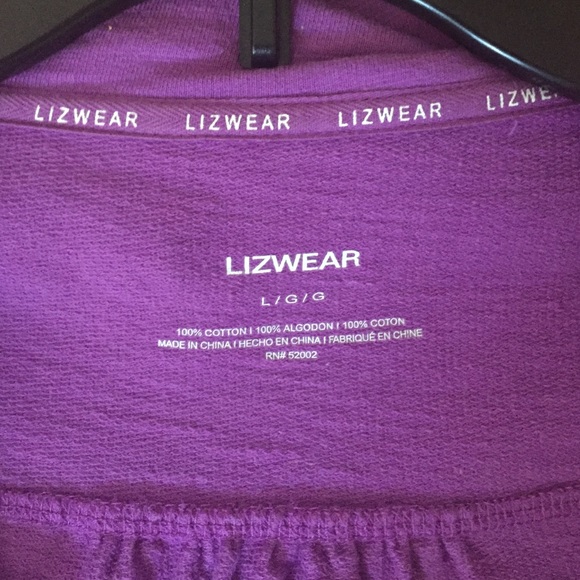 LIZWEAR LIZWEAR LIZWEAR LIZWE
LIZWEAR
L / G / G
100% COTTON I 100% ALGODON I 100% COTON
MADE IN CHINA I HECHO EN CHINA I FABRIQUÉ EN CHINE
RN# 52002